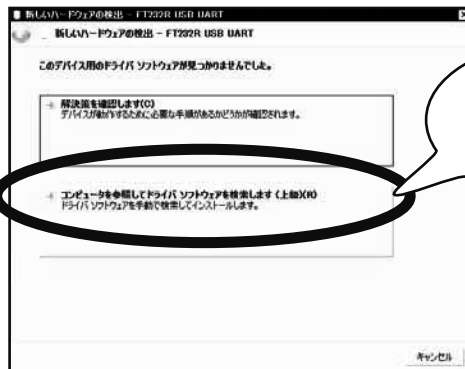 新しいハードウェアの検出 - FT232R USB UART
新しいハードウェアの検出 - FT232R USB UART
このデバイス用のドライバ ソフトウェアが見つかりませんでした。
解決策を確認します(C)
デバイスが動作するために必要な手順があるかどうかが確認されます。
コンピュータを参照してドライバ ソフトウェアを検索します (上級)(R)
ドライバ ソフトウェアを手動で検索してインストールします。
キャンセル